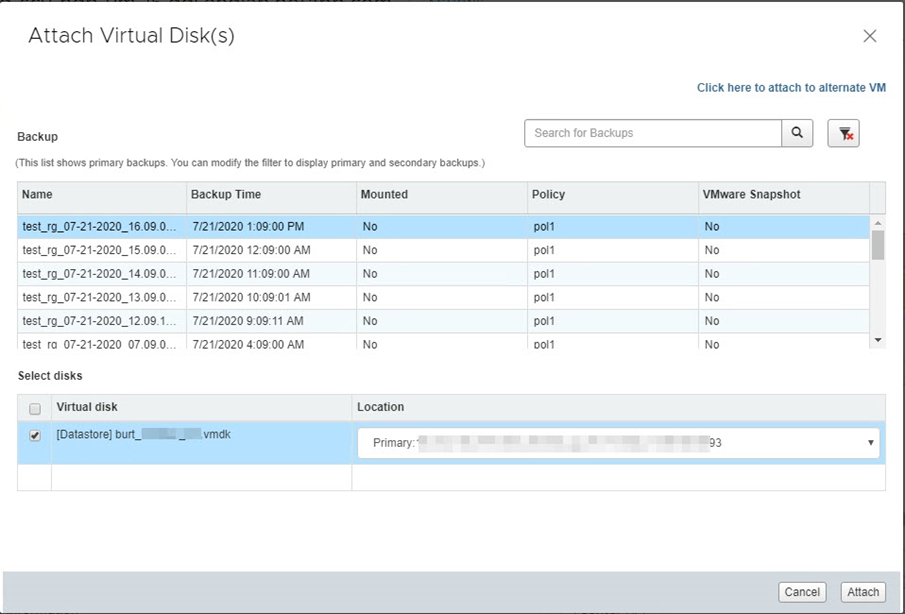 Attach Virtual Disk(s)
Click here to attach to alternate VM
Backup
Search for Backups
(This list shows primary backups. You can modify the filter to display primary and secondary backups.)
Name Backup Time Mounted Policy VMware Snapshot
test_rg_07-21-2020_16.09.0... 7/21/2020 1:09:00 PM No pol1 No
test_rg_07-21-2020_15.09.0... 7/21/2020 12:09:00 AM No pol1 No
test_rg_07-21-2020_14.09.0... 7/21/2020 11:09:00 AM No pol1 No
test_rg_07-21-2020_13.09.0... 7/21/2020 10:09:01 AM No pol1 No
test_rg_07-21-2020_12.09.1... 7/21/2020 9:09:11 AM No pol1 No
test_rg_07-21-2020_07.09.0... 7/21/2020 4:09:00 AM No pol1 No
Select disks
Virtual disk Location
[Datastore] burt_ _ .vmdk Primary: 93
Cancel Attach